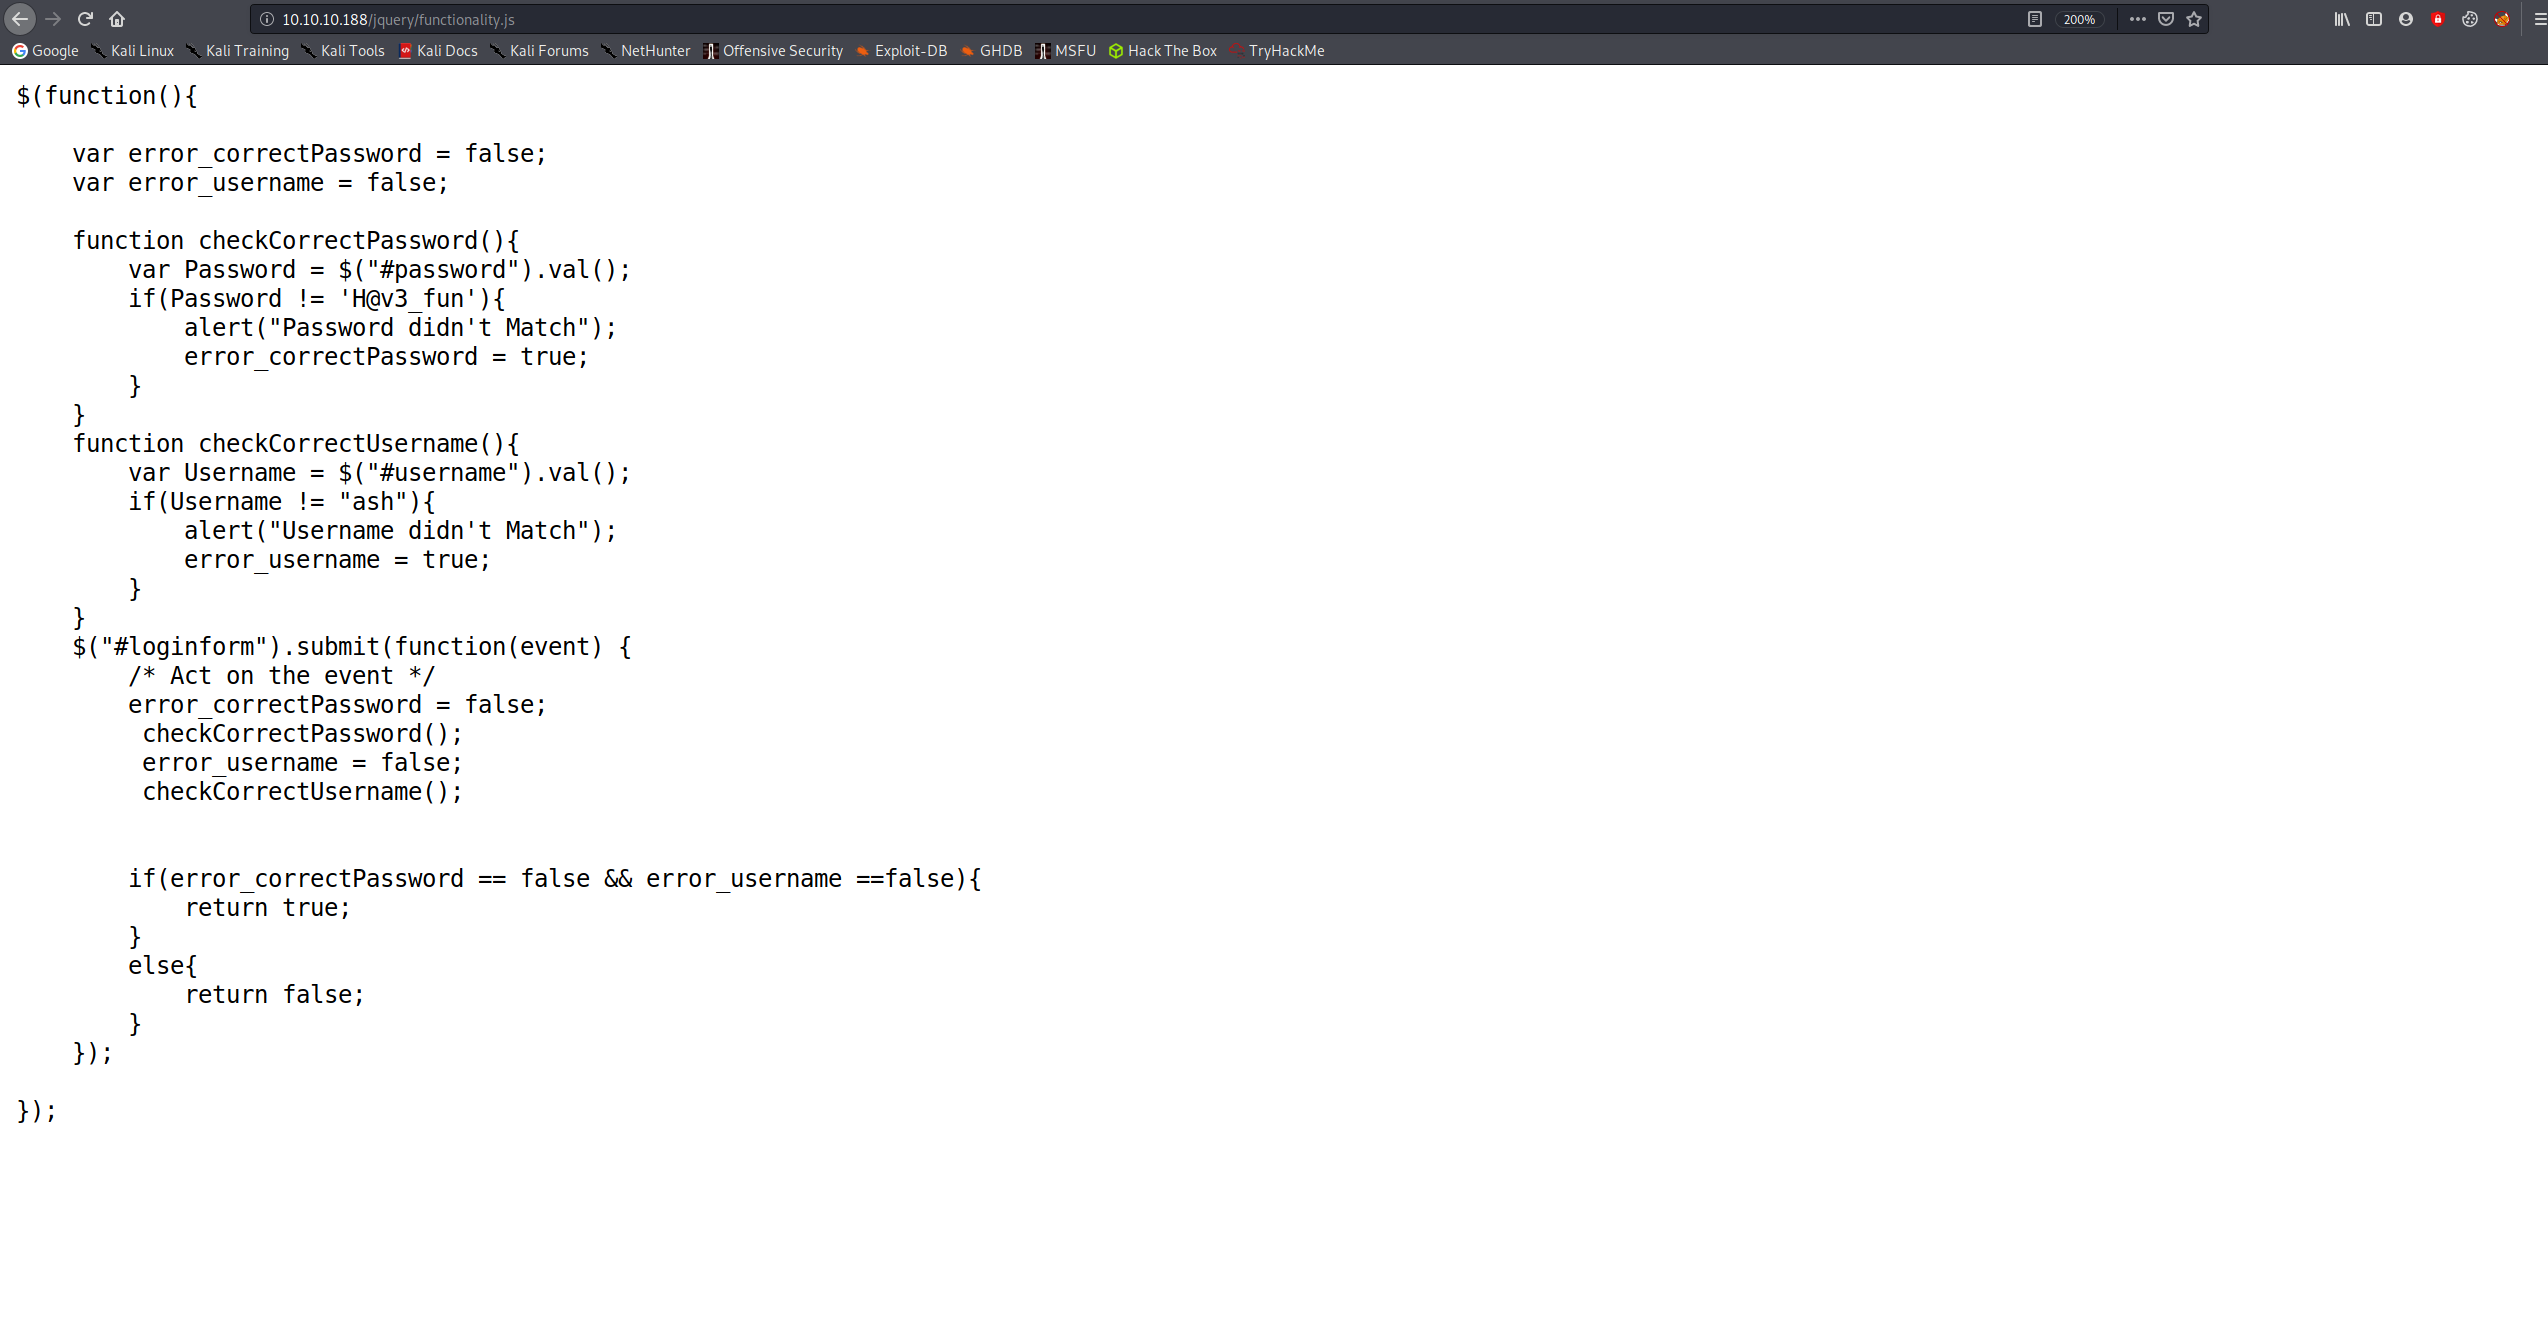 10.10.10.188/jquery/functionality.js
200%
Google Kali Linux Kali Training Kali Tools Kali Docs Kali Forums NetHunter Offensive Security Exploit-DB GHDB MSFU Hack The Box TryHackMe
$(function(){
var error_correctPassword = false;
var error_username = false;
function checkCorrectPassword(){
var Password = $("#password").val();
if(Password != 'H@v3_fun'){
alert("Password didn't Match");
error_correctPassword = true;
}
}
function checkCorrectUsername(){
var Username = $("#username").val();
if(Username != "ash"){
alert("Username didn't Match");
error_username = true;
}
}
$("#loginform").submit(function(event) {
/* Act on the event */
error_correctPassword = false;
checkCorrectPassword();
error_username = false;
checkCorrectUsername();
if(error_correctPassword == false && error_username ==false){
return true;
}
else{
return false;
}
});
});